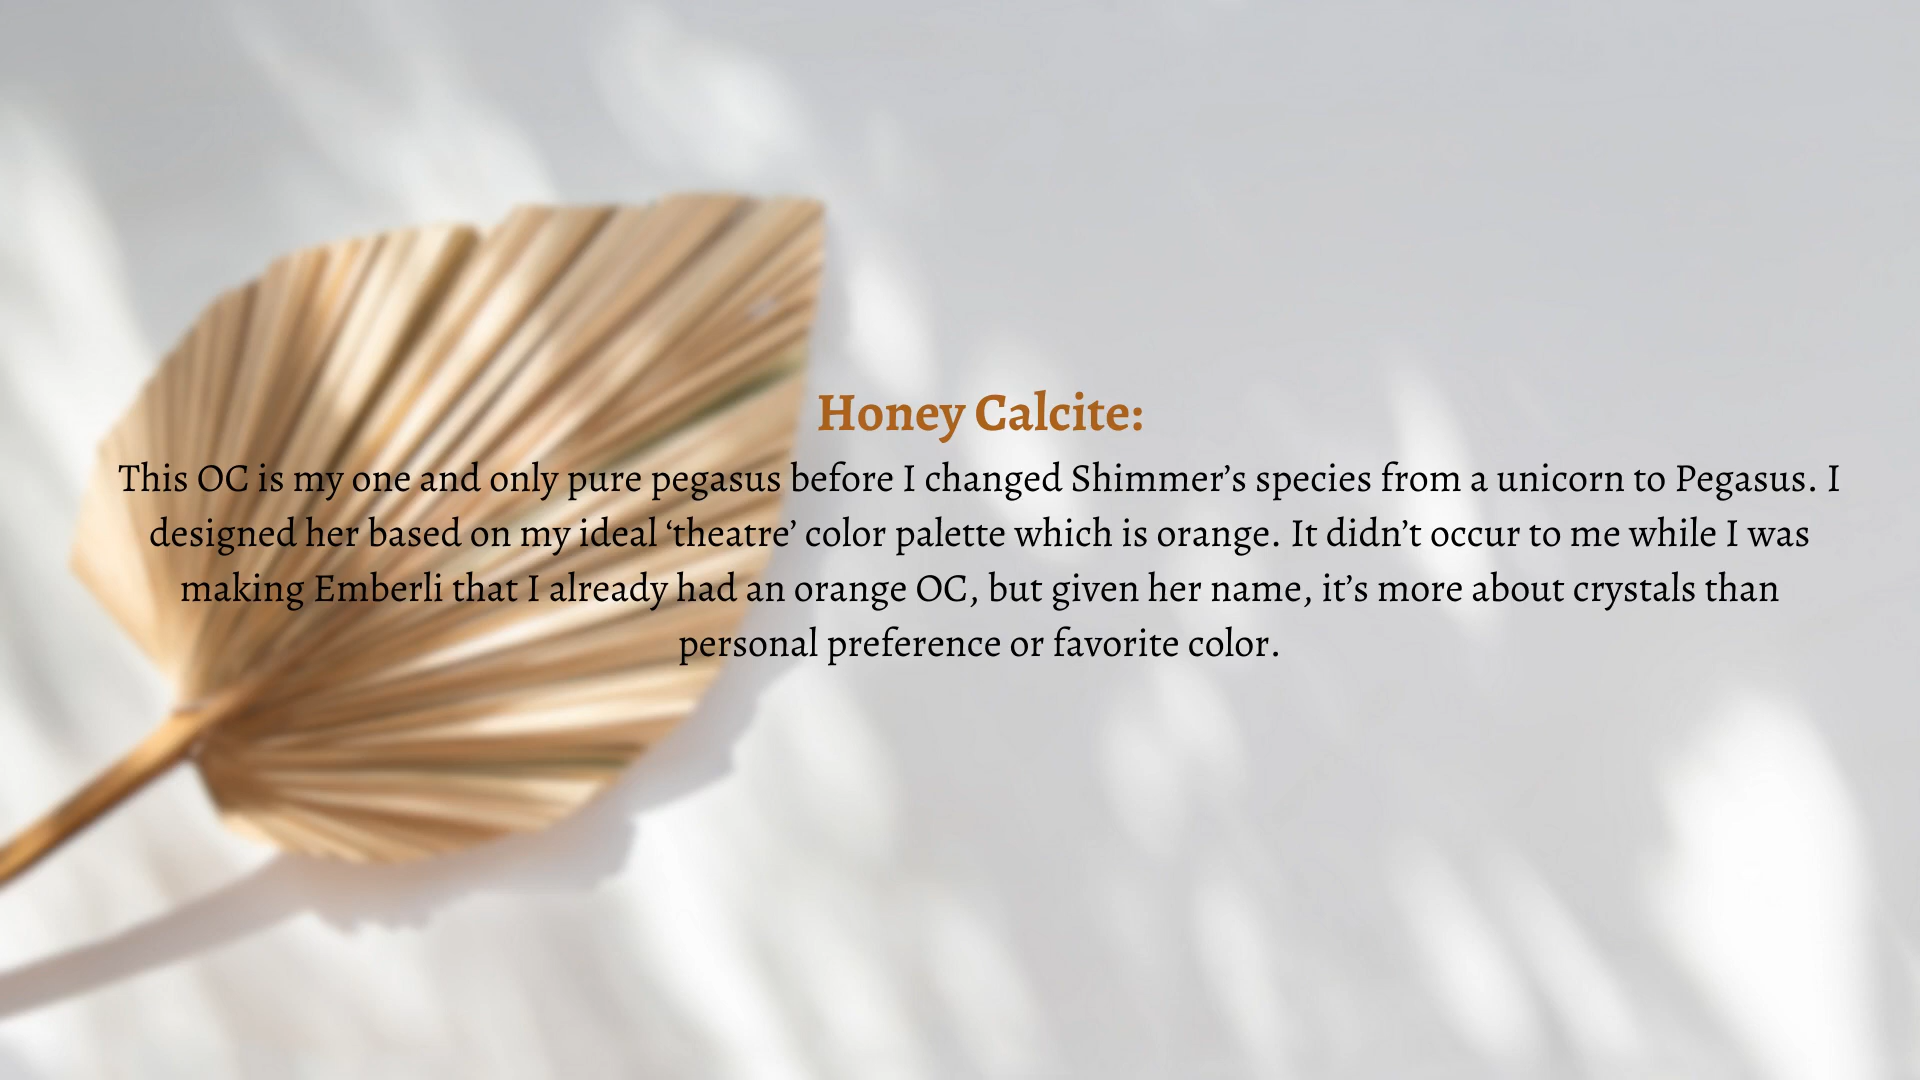 Honey Calcite:
This OC is my one and only pure pegasus before I changed Shimmer’s species from a unicorn to Pegasus. I
designed her based on my ideal ‘theatre’ color palette which is orange. It didn’t occur to me while I was
making Emberli that I already had an orange OC, but given her name, it’s more about crystals than
personal preference or favorite color.